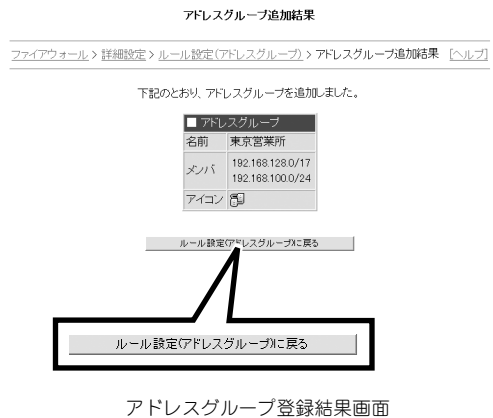 アドレスグループ追加結果
ファイアウォール > 詳細設定 > ルール設定(アドレスグループ) > アドレスグループ追加結果 [ヘルプ]
下記のとおり、アドレスグループを追加しました。
■ アドレスグループ
名前 東京営業所
メンバ 192.168.128.0/17
192.168.100.0/24
アイコン
ルール設定(アドレスグループ)に戻る
ルール設定(アドレスグループ)に戻る
アドレスグループ登録結果画面